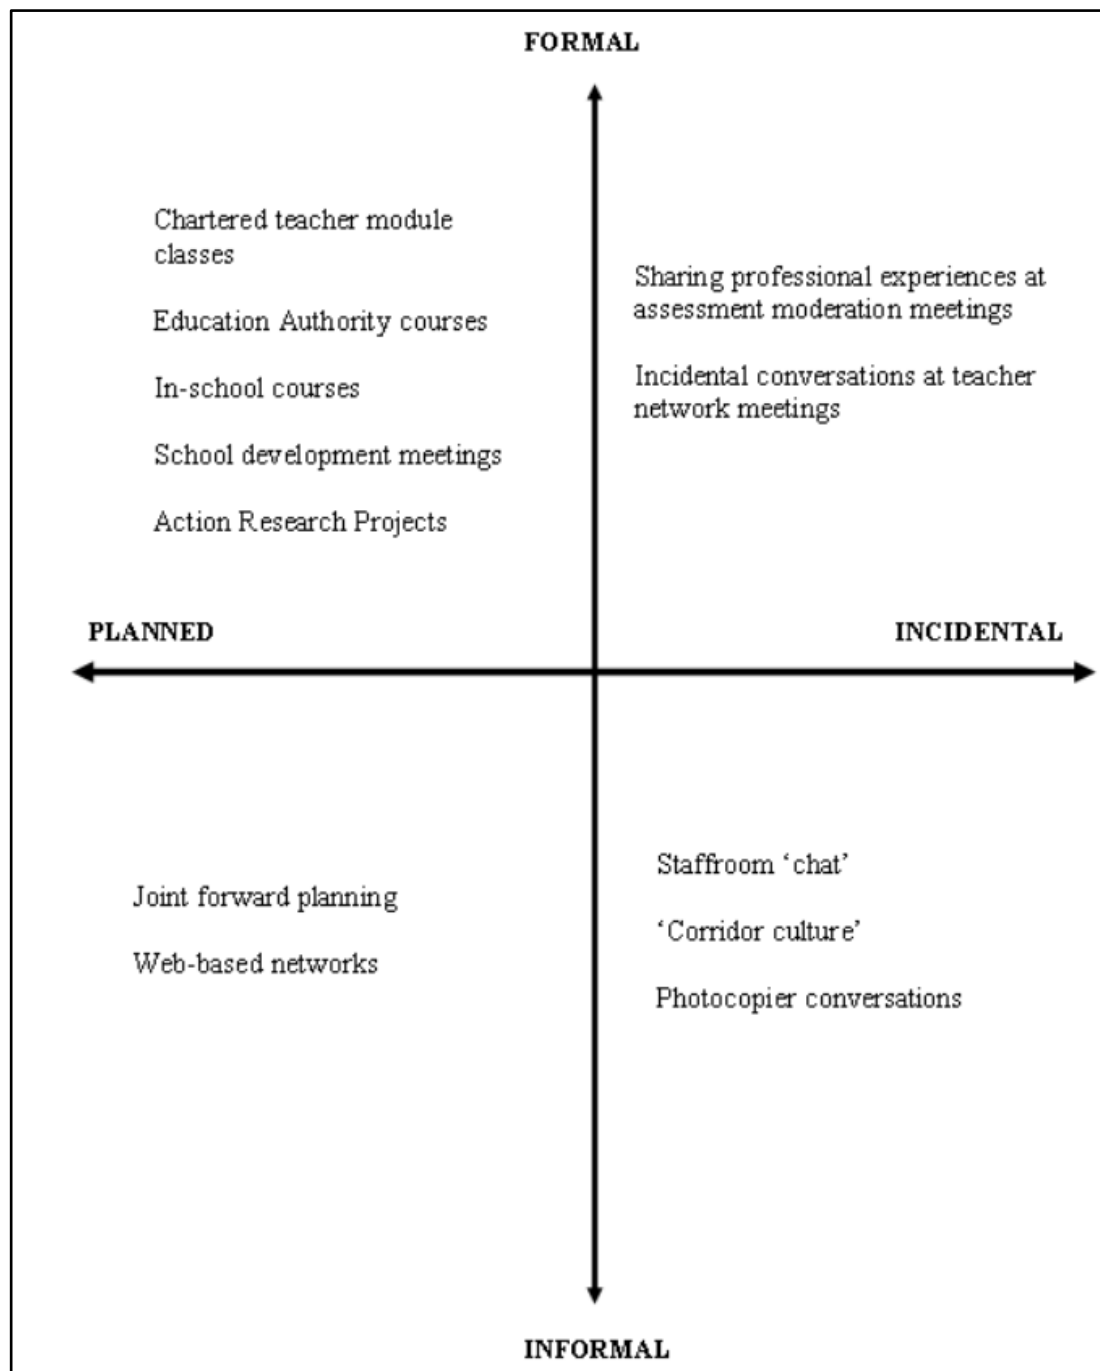 FORMAL
Chartered teacher module
classes
Education Authority courses
In-school courses
School development meetings
Action Research Projects
Sharing professional experiences at
assessment moderation meetings
Incidental conversations at teacher
network meetings
PLANNED
INCIDENTAL
Joint forward planning
Web-based networks
Staffroom ‘chat’
‘Corridor culture’
Photocopier conversations
INFORMAL